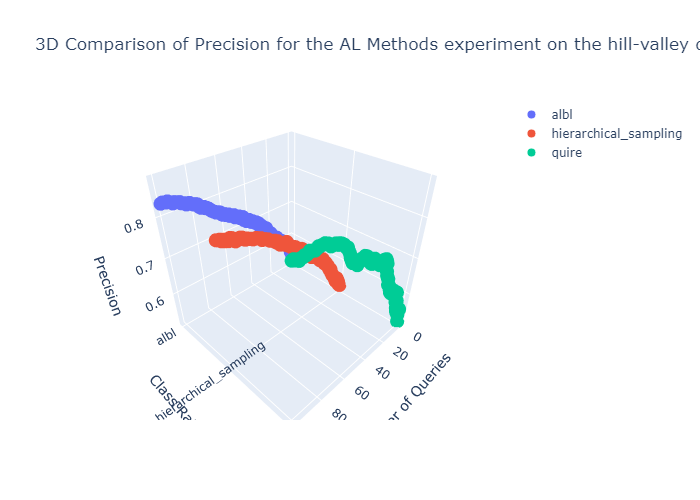 3D Comparison of Precision for the AL Methods experiment on the hill-valley
albl
hierarchical_sampling
quire
0.8
0.7
0.6
Precision
albl
hierarchical_sampling
0
20
40
60
80
of Queries